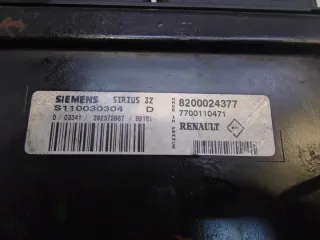 SIEMENS SIRIUS 32
S110030304 D
8200024377
7700110471
RENAULT